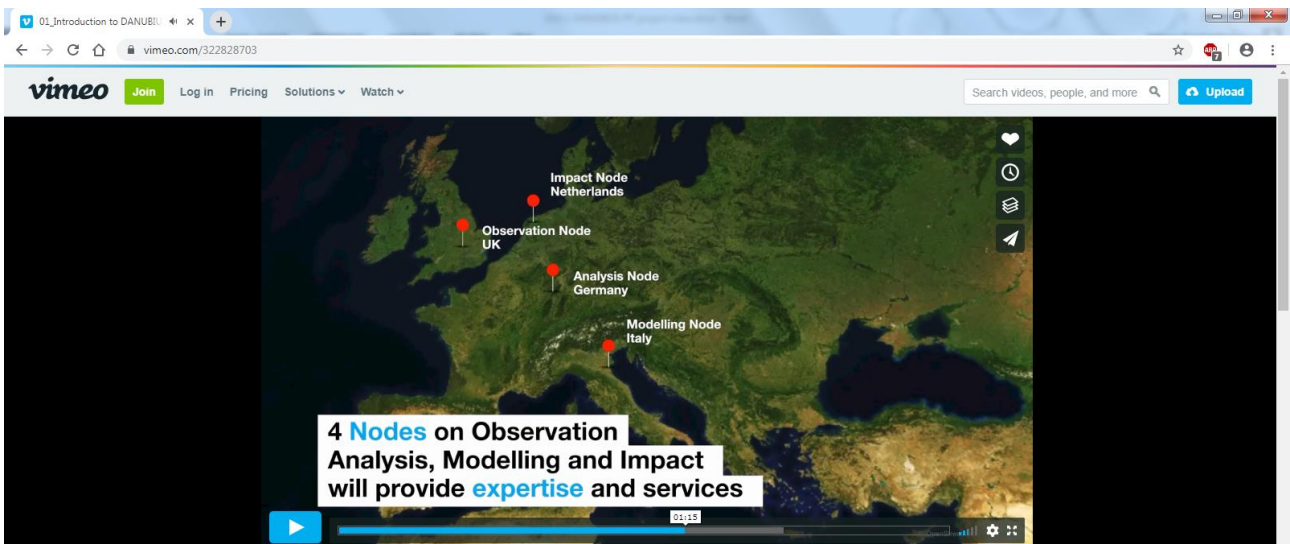 01_Introduction to DANUBIU
vimeo.com/322828703
ABP
7
vimeo Join Log in Pricing Solutions Watch Search videos, people, and more Upload
Impact Node
Netherlands
Observation Node
UK
Analysis Node
Germany
Modelling Node
Italy
4 Nodes on Observation
Analysis, Modelling and Impact
will provide expertise and services
01:15